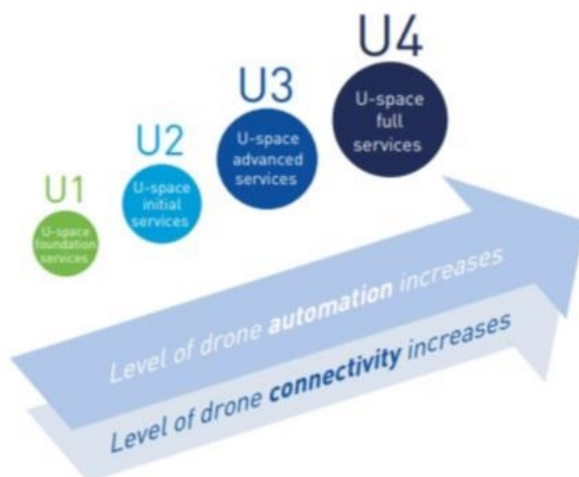 U1
U-space
foundation
services
U2
U-space
initial
services
U3
U-space
advanced
services
U4
U-space
full
services
Level of drone automation increases
Level of drone connectivity increases